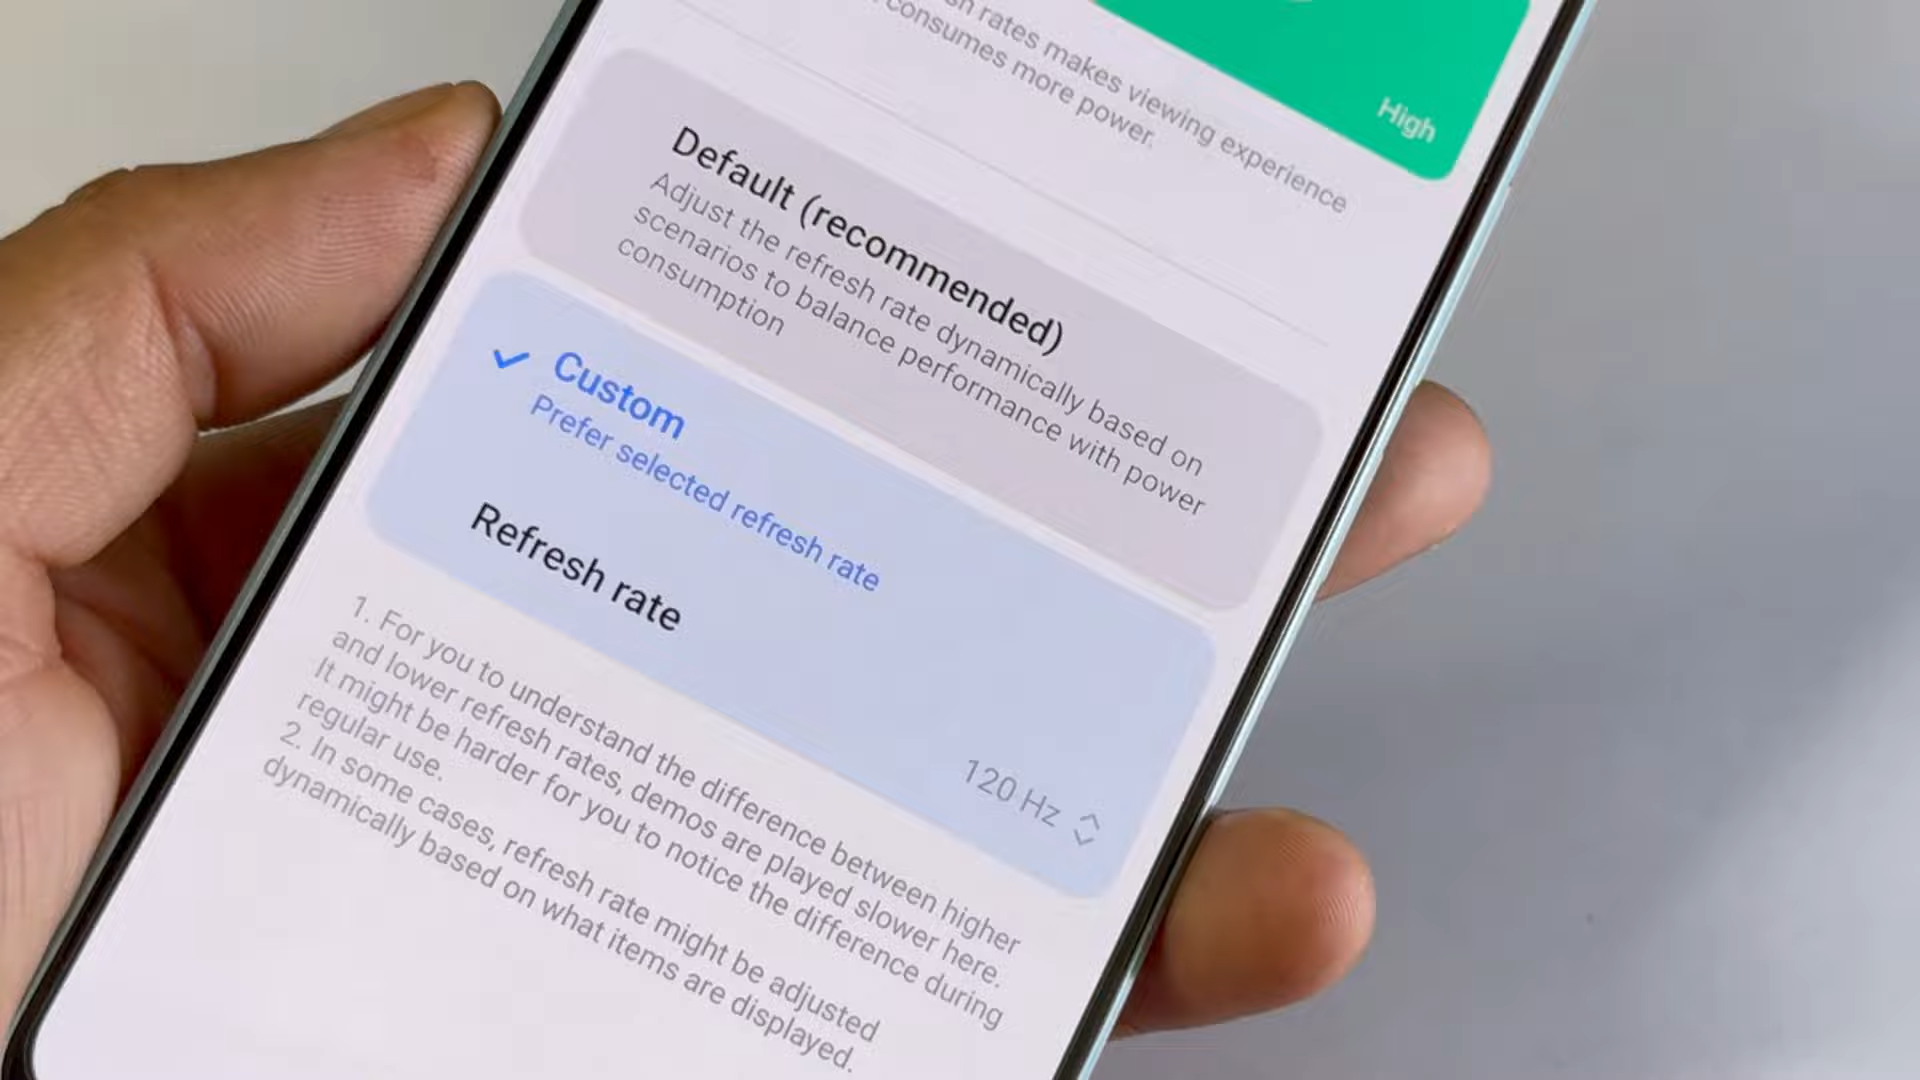 rates makes viewing experience
consumes more power.
High
Default (recommended)
Adjust the refresh rate dynamically based on
scenarios to balance performance with power
consumption
Custom
Prefer selected refresh rate
Refresh rate
120 Hz
1. For you to understand the difference between higher
and lower refresh rates, demos are played slower here.
It might be harder for you to notice the difference during
regular use.
2. In some cases, refresh rate might be adjusted
dynamically based on what items are displayed.